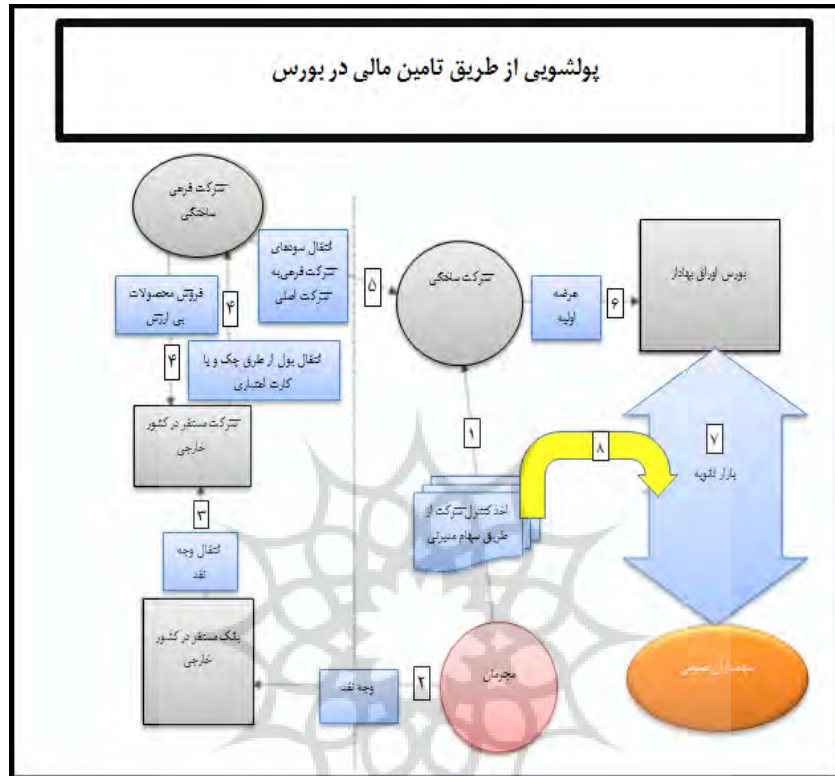 پولشویی از طریق تامین مالی در بورس
شرکت فرعی
ساختگی
انتقال سودهای
شرکت فرعی به
شرکت اصلی
۵
شرکت ساختگی
عرضه
اولیه
۶
بورس اوراق بهادار
فروش محصولات
بی ارزش
۴
۴
انتقال پول از طرق چک و یا
کارت اعتباری
شرکت مستقر در کشور
خارجی
۱
۸
۷
بازار ثانویه
اخذ کنترل شرکت از
طریق سهام مدیریتی
۳
انتقال وجه
نقد
بانک مستقر در کشور
خارجی
وجه نقد
۲
مجرمان
سهامداران عمومی